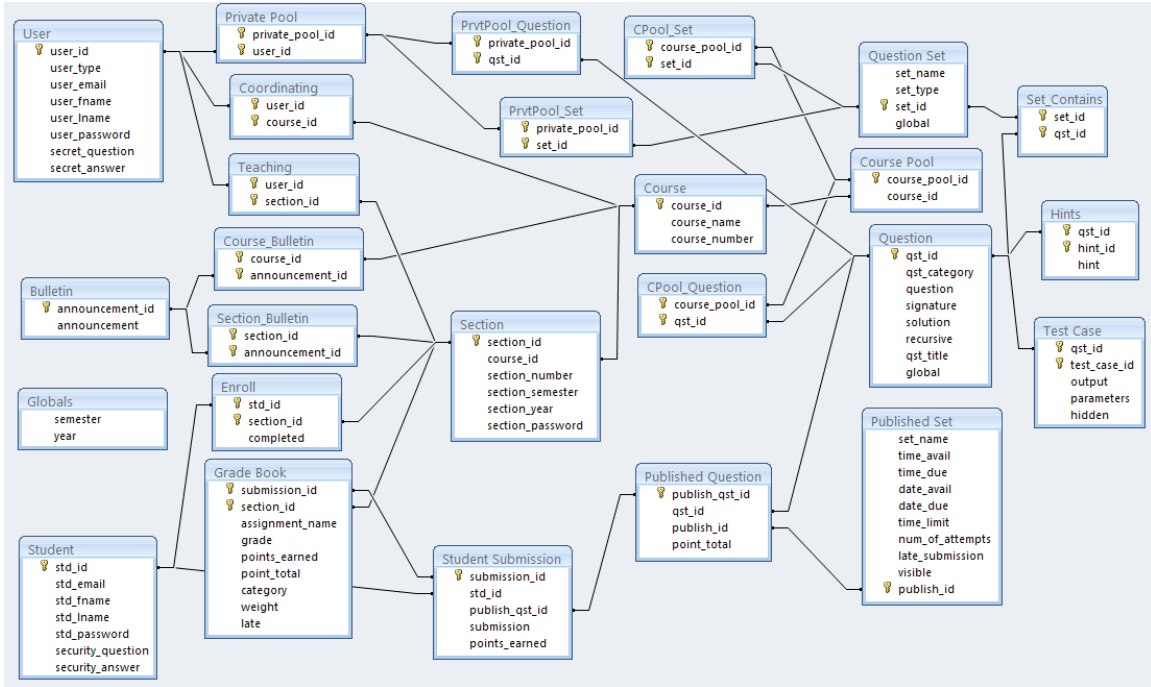 User
user_id
user_type
user_email
user_fname
user_lname
user_password
secret_question
secret_answer
Private Pool
private_pool_id
user_id
Coordinating
user_id
course_id
Teaching
user_id
section_id
Course_Bulletin
course_id
announcement_id
Bulletin
announcement_id
announcement
Section_Bulletin
section_id
announcement_id
Globals
semester
year
Enroll
std_id
section_id
completed
Grade Book
submission_id
section_id
assignment_name
grade
points_earned
point_total
category
weight
late
Student
std_id
std_email
std_fname
std_lname
std_password
security_question
security_answer
PrvtPool_Question
private_pool_id
qst_id
PrvtPool_Set
private_pool_id
set_id
Section
section_id
course_id
section_number
section_semester
section_year
section_password
Student Submission
submission_id
std_id
publish_qst_id
submission
points_earned
CPool_Set
course_pool_id
set_id
Course
course_id
course_name
course_number
CPool_Question
course_pool_id
qst_id
Published Question
publish_qst_id
qst_id
publish_id
point_total
Question Set
set_name
set_type
set_id
global
Course Pool
course_pool_id
course_id
Question
qst_id
qst_category
question
signature
solution
recursive
qst_title
global
Published Set
set_name
time_avail
time_due
date_avail
date_due
time_limit
num_of_attempts
late_submission
visible
publish_id
Set_Contains
set_id
qst_id
Hints
qst_id
hint_id
hint
Test Case
qst_id
test_case_id
output
parameters
hidden